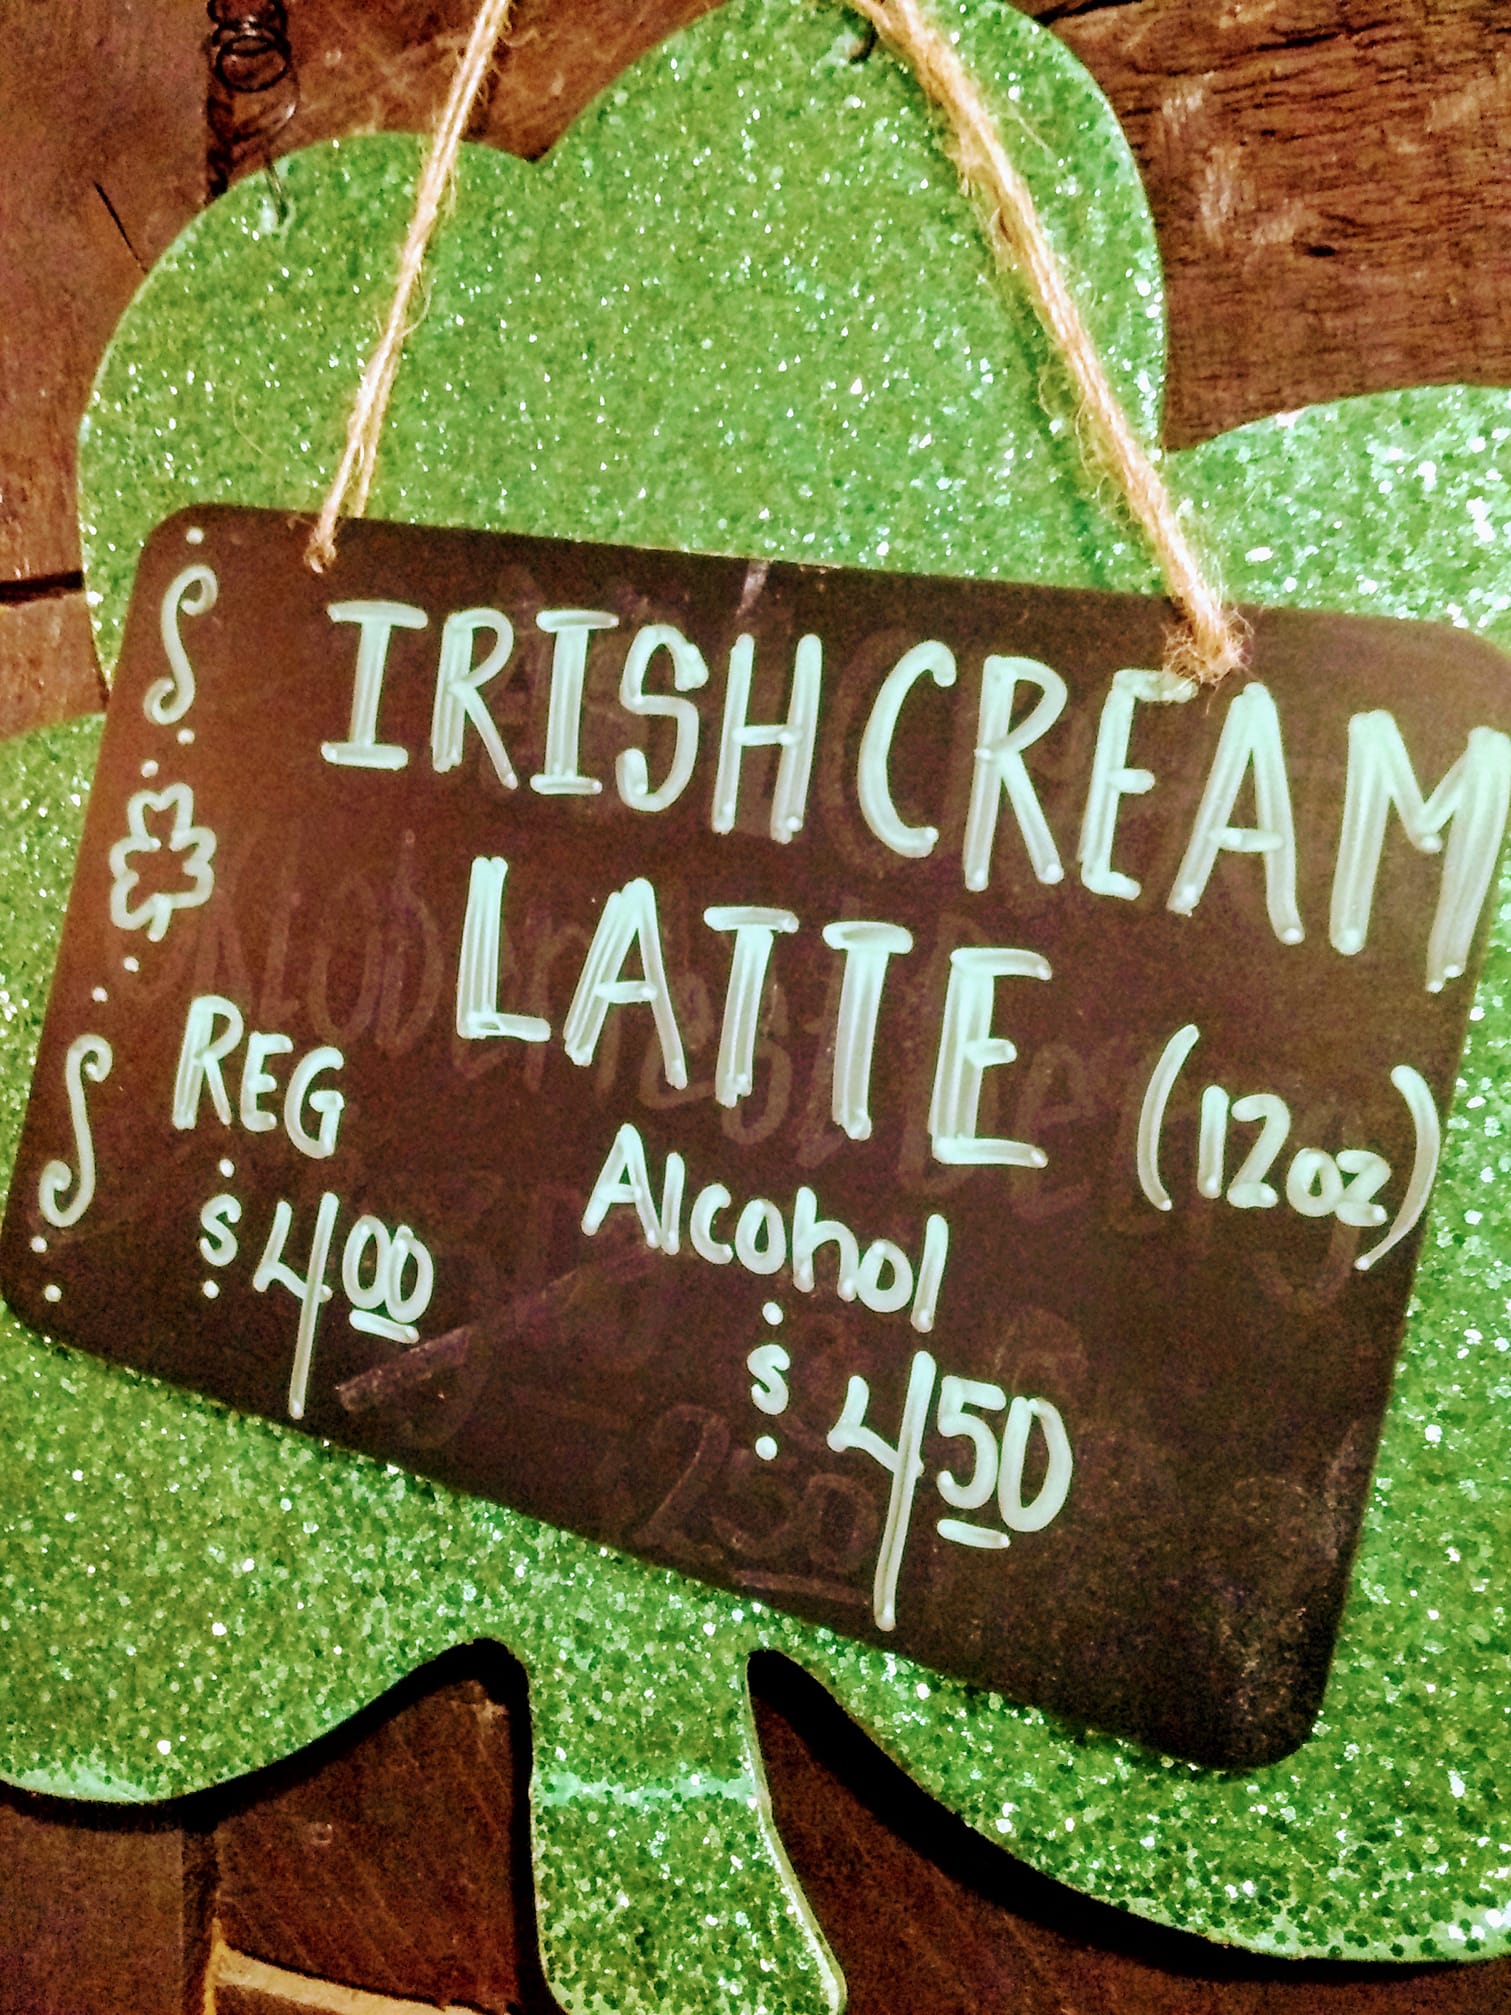 IRISH CREAM
LATTE (12oz)
REG Alcohol
$4.00 $4.50